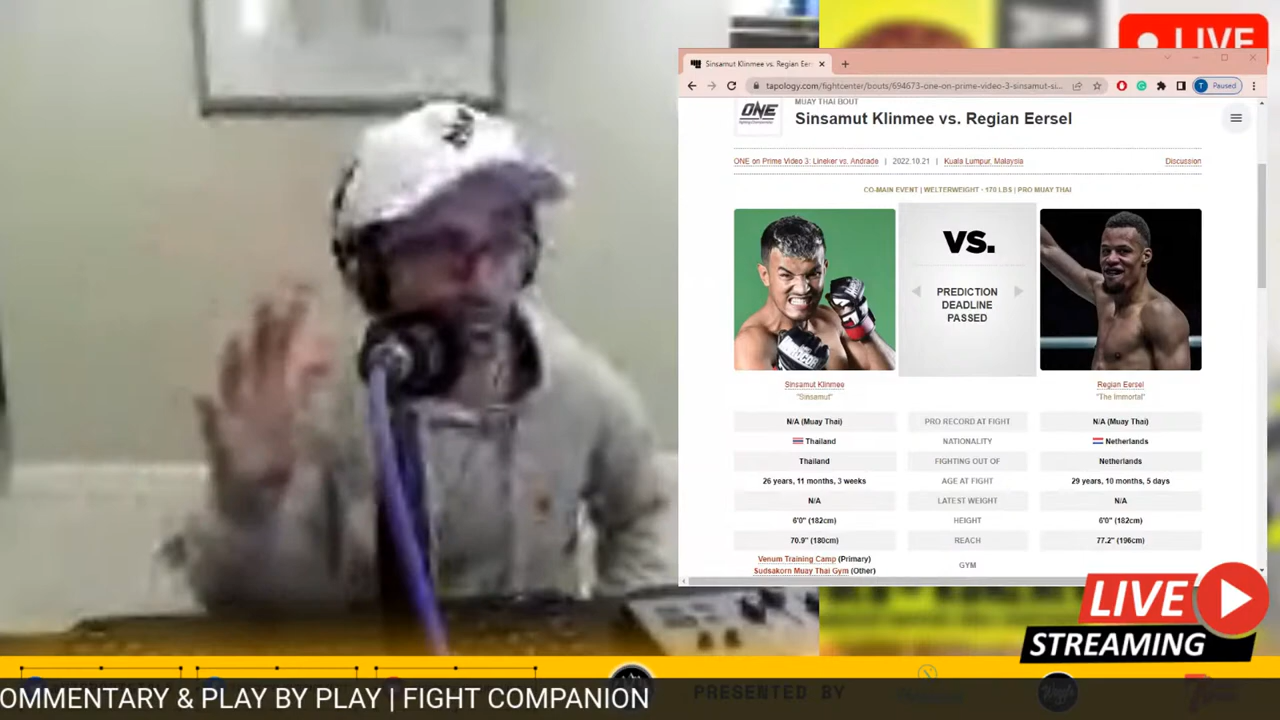 LIVE
Sinsamut Klinmee vs. Regian Eer
tapology.com/fightcenter/bouts/694673-one-on-prime-video-3-sinsamut-si...
T Paused
ONE
MUAY THAI BOUT
Sinsamut Klinmee vs. Regian Eersel
ONE on Prime Video 3: Lineker vs. Andrade | 2022.10.21 | Kuala Lumpur, Malaysia
Discussion
CO-MAIN EVENT | WELTERWEIGHT · 170 LBS | PRO MUAY THAI
VS.
PREDICTION
DEADLINE
PASSED
Sinsamut Klinmee
"Sinsamut"
Regian Eersel
"The Immortal"
N/A (Muay Thai) PRO RECORD AT FIGHT N/A (Muay Thai)
Thailand NATIONALITY Netherlands
Thailand FIGHTING OUT OF Netherlands
26 years, 11 months, 3 weeks AGE AT FIGHT 29 years, 10 months, 5 days
N/A LATEST WEIGHT N/A
6'0" (182cm) HEIGHT 6'0" (182cm)
70.9" (180cm) REACH 77.2" (196cm)
Venum Training Camp (Primary)
Sudsakorn Muay Thai Gym (Other)
GYM
LIVE
STREAMING
PRESENTED BY
OMMENTARY & PLAY BY PLAY | FIGHT COMPANION